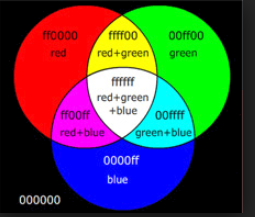 ff0000
red
ffff00
red+green
00ff00
green
ffffff
red+green
+blue
ff00ff
red+blue
00ffff
green+blue
0000ff
blue
000000